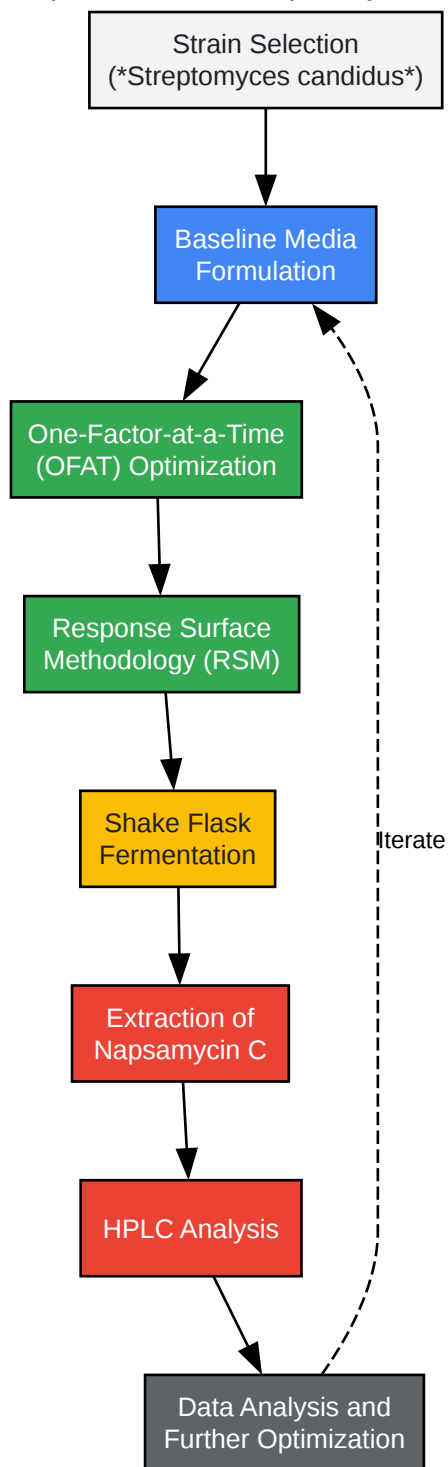 Strain Selection
(*Streptomyces candidus*)
Baseline Media
Formulation
One-Factor-at-a-Time
(OFAT) Optimization
Response Surface
Methodology (RSM)
Shake Flask
Fermentation
Iterate
Extraction of
Napsamycin C
HPLC Analysis
Data Analysis and
Further Optimization